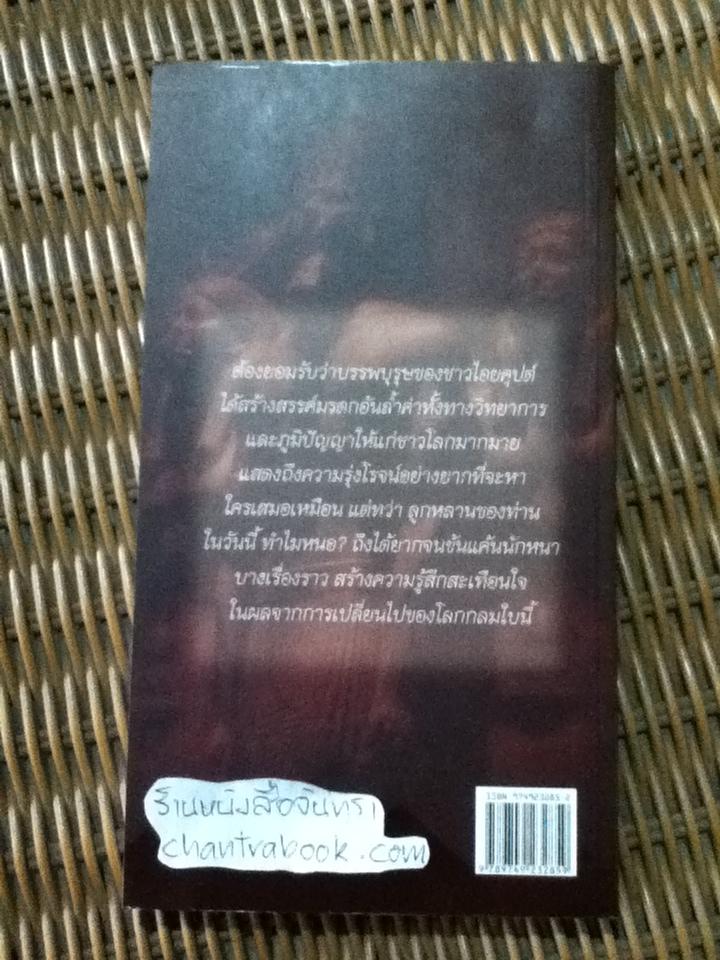 ต้องยอมรับว่าบรรพบุรุษของชาวไอยคุปต์
ได้สร้างสรรค์มรดกอันล้ำค่าทั้งทางวิทยาการ
และภูมิปัญญาให้แก่ชาวโลกมากมาย
แสดงถึงความรุ่งโรจน์อย่างยากที่จะหา
ใครเสมอเหมือน แต่ทว่า ลูกหลานของท่าน
ในวันนี้ ทำไมหนอ? ถึงได้ยากจนข้นแค้นนักหนา
บางเรื่องราว สร้างความรู้สึกสะเทือนใจ
ในผลจากการเปลี่ยนไปของโลกกลมใบนี้
ร้านหนังสือจันทรา
chantrabook.com
ISBN 974923285 2
9 789749 232859